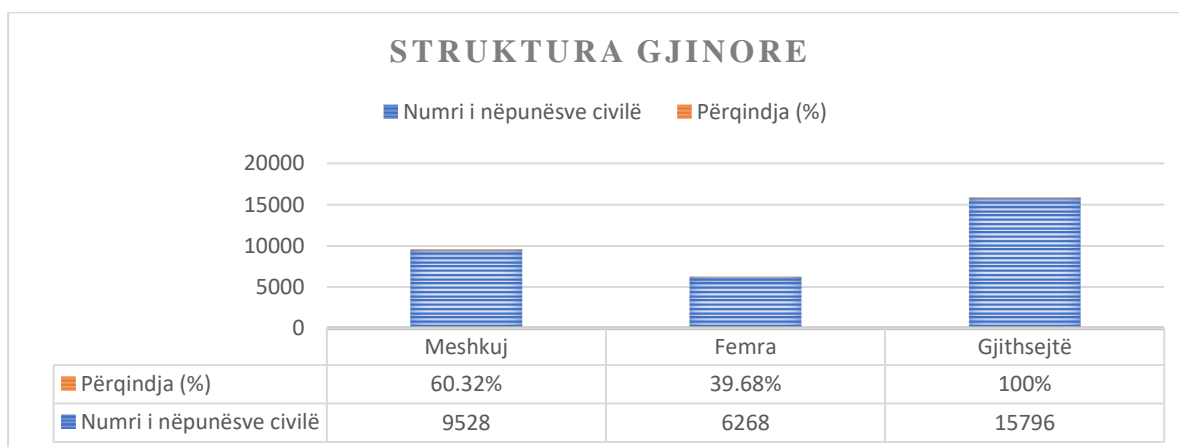 STRUKTURA GJINORE
Numri i nëpunësve civilë Përqindja (%)
20000
15000
10000
5000
0
Meshkuj Femra Gjithsejtë
Përqindja (%) 60.32% 39.68% 100%
Numri i nëpunësve civilë 9528 6268 15796